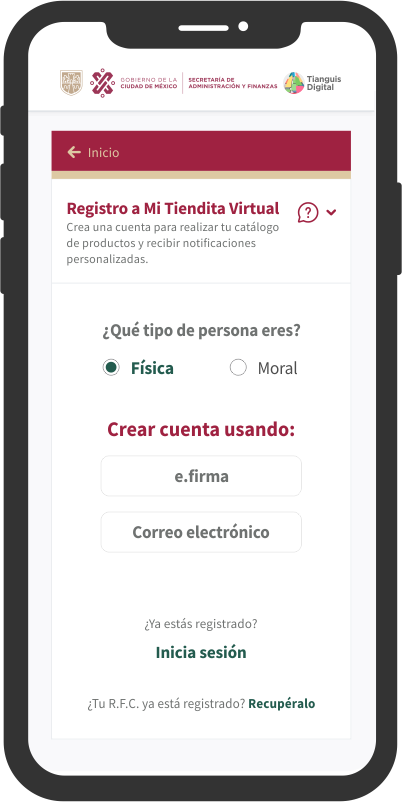 GOBIERNO DE LA
CIUDAD DE MÉXICO
SECRETARÍA DE
ADMINISTRACIÓN Y FINANZAS
Tianguis
Digital
Inicio
Registro a Mi Tiendita Virtual
Crea una cuenta para realizar tu catálogo
de productos y recibir notificaciones
personalizadas.
¿Qué tipo de persona eres?
Física
Moral
Crear cuenta usando:
e.firma
Correo electrónico
¿Ya estás registrado?
Inicia sesión
¿Tu R.F.C. ya está registrado? Recupéralo